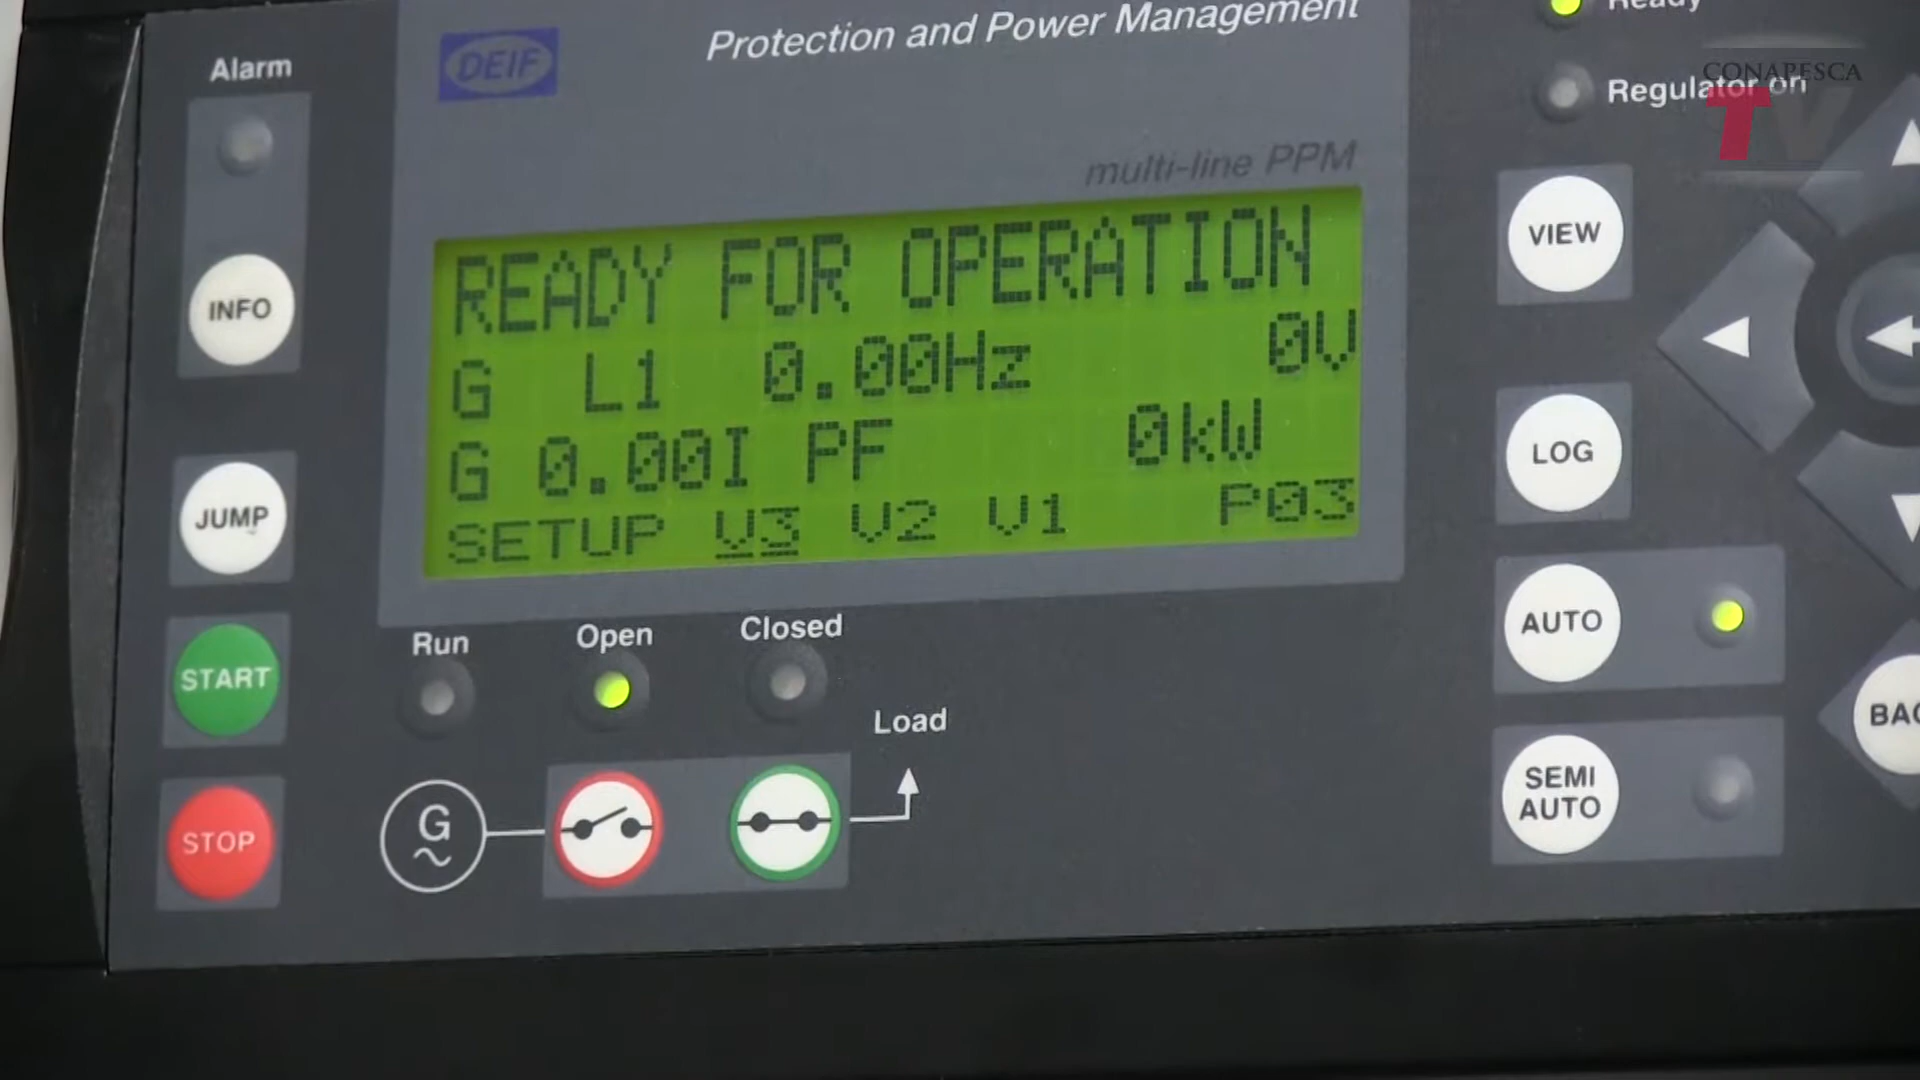 Alarm
DEIF
Protection and Power Management
Ready
Regulator on
CONAPESCA
TV
multi-line PPM
READY FOR OPERATION
G L1 0.00Hz 0V
G 0.00I PF 0kW
SETUP V3 V2 V1 P03
INFO
JUMP
START
STOP
Run
Open
Closed
Load
G
VIEW
LOG
AUTO
SEMI
AUTO